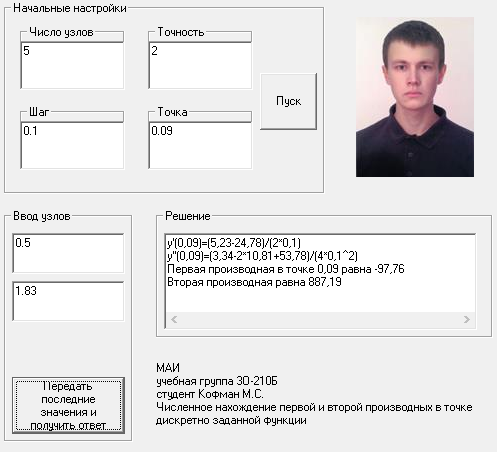 Начальные настройки
Число узлов
Точность
5
2
Шаг
Точка
0.1
0.09
Пуск
Ввод узлов
0.5
1.83
Передать
последние
значения и
получить ответ
Решение
y'(0,09)=(5,23-24,78)/(2*0,1)
y''(0,09)=(3,34-2*10,81+53,78)/(4*0,1^2)
Первая производная в точке 0,09 равна -97,76
Вторая производная равна 887,19
МАИ
учебная группа 3О-210Б
студент Кофман М.С.
Численное нахождение первой и второй производных в точке
дискретно заданной функции